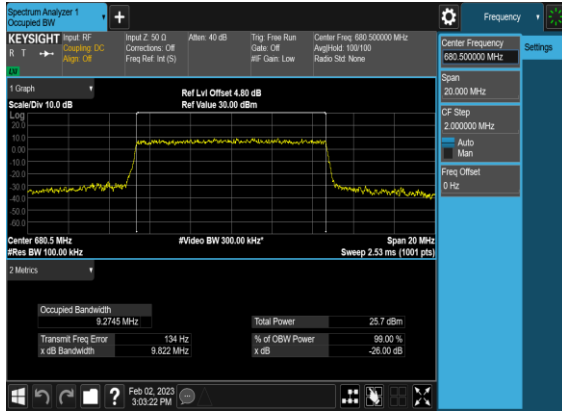 Spectrum Analyzer 1
Occupied BW
+
Frequency
KEYSIGHT
R T
LU
Input: RF
Coupling: DC
Align: Off
Input Z: 50 Ω
Corrections: Off
Freq Ref: Int (S)
Atten: 40 dB
Trig: Free Run
Gate: Off
#IF Gain: Low
Center Freq: 680.500000 MHz
Avg|Hold: 100/100
Radio Std: None
Center Frequency
680.500000 MHz
Settings
Span
20.000 MHz
CF Step
2.000000 MHz
Auto
Man
Freq Offset
0 Hz
1 Graph
Scale/Div 10.0 dB
Ref Lvl Offset 4.80 dB
Ref Value 30.00 dBm
Log
20.0
10.0
0.00
-10.0
-20.0
-30.0
-40.0
-50.0
-60.0
Center 680.5 MHz
#Res BW 100.00 kHz
#Video BW 300.00 kHz*
Span 20 MHz
Sweep 2.53 ms (1001 pts)
2 Metrics
Occupied Bandwidth
9.2745 MHz
Total Power 25.7 dBm
Transmit Freq Error 134 Hz
% of OBW Power 99.00 %
x dB Bandwidth 9.822 MHz
x dB -26.00 dB
?
Feb 02, 2023
3:03:22 PM